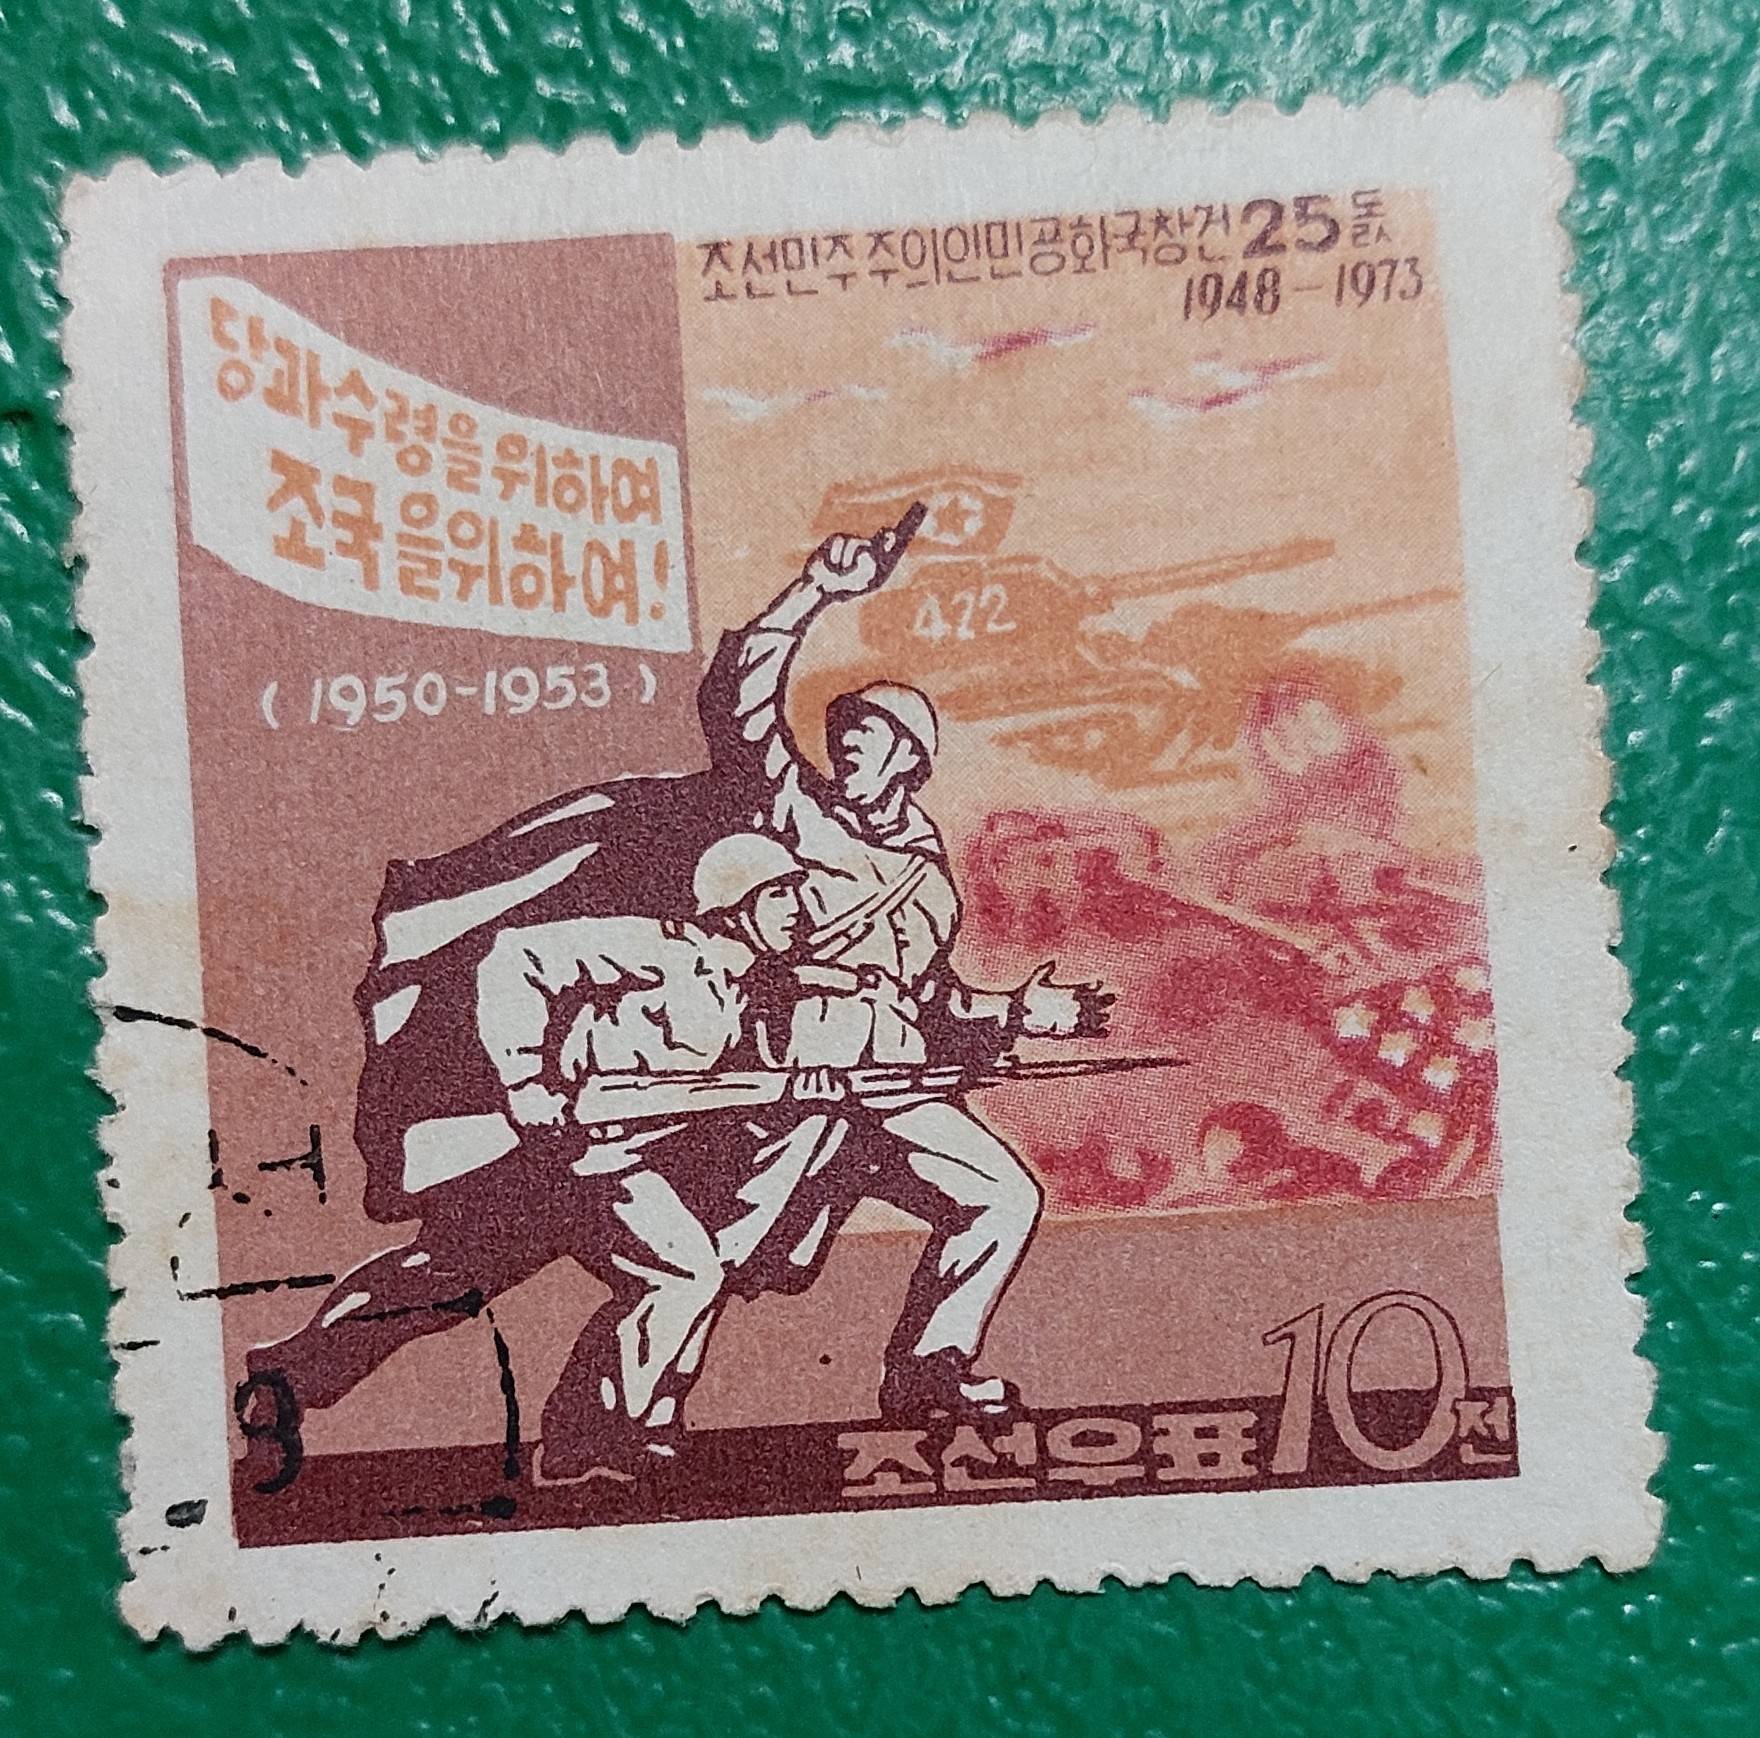 조선민주주의인민공화국창건 25돐
1948-1973
당과수령을위하여
조국을위하여!
(1950-1953)
422
조선우표 10전